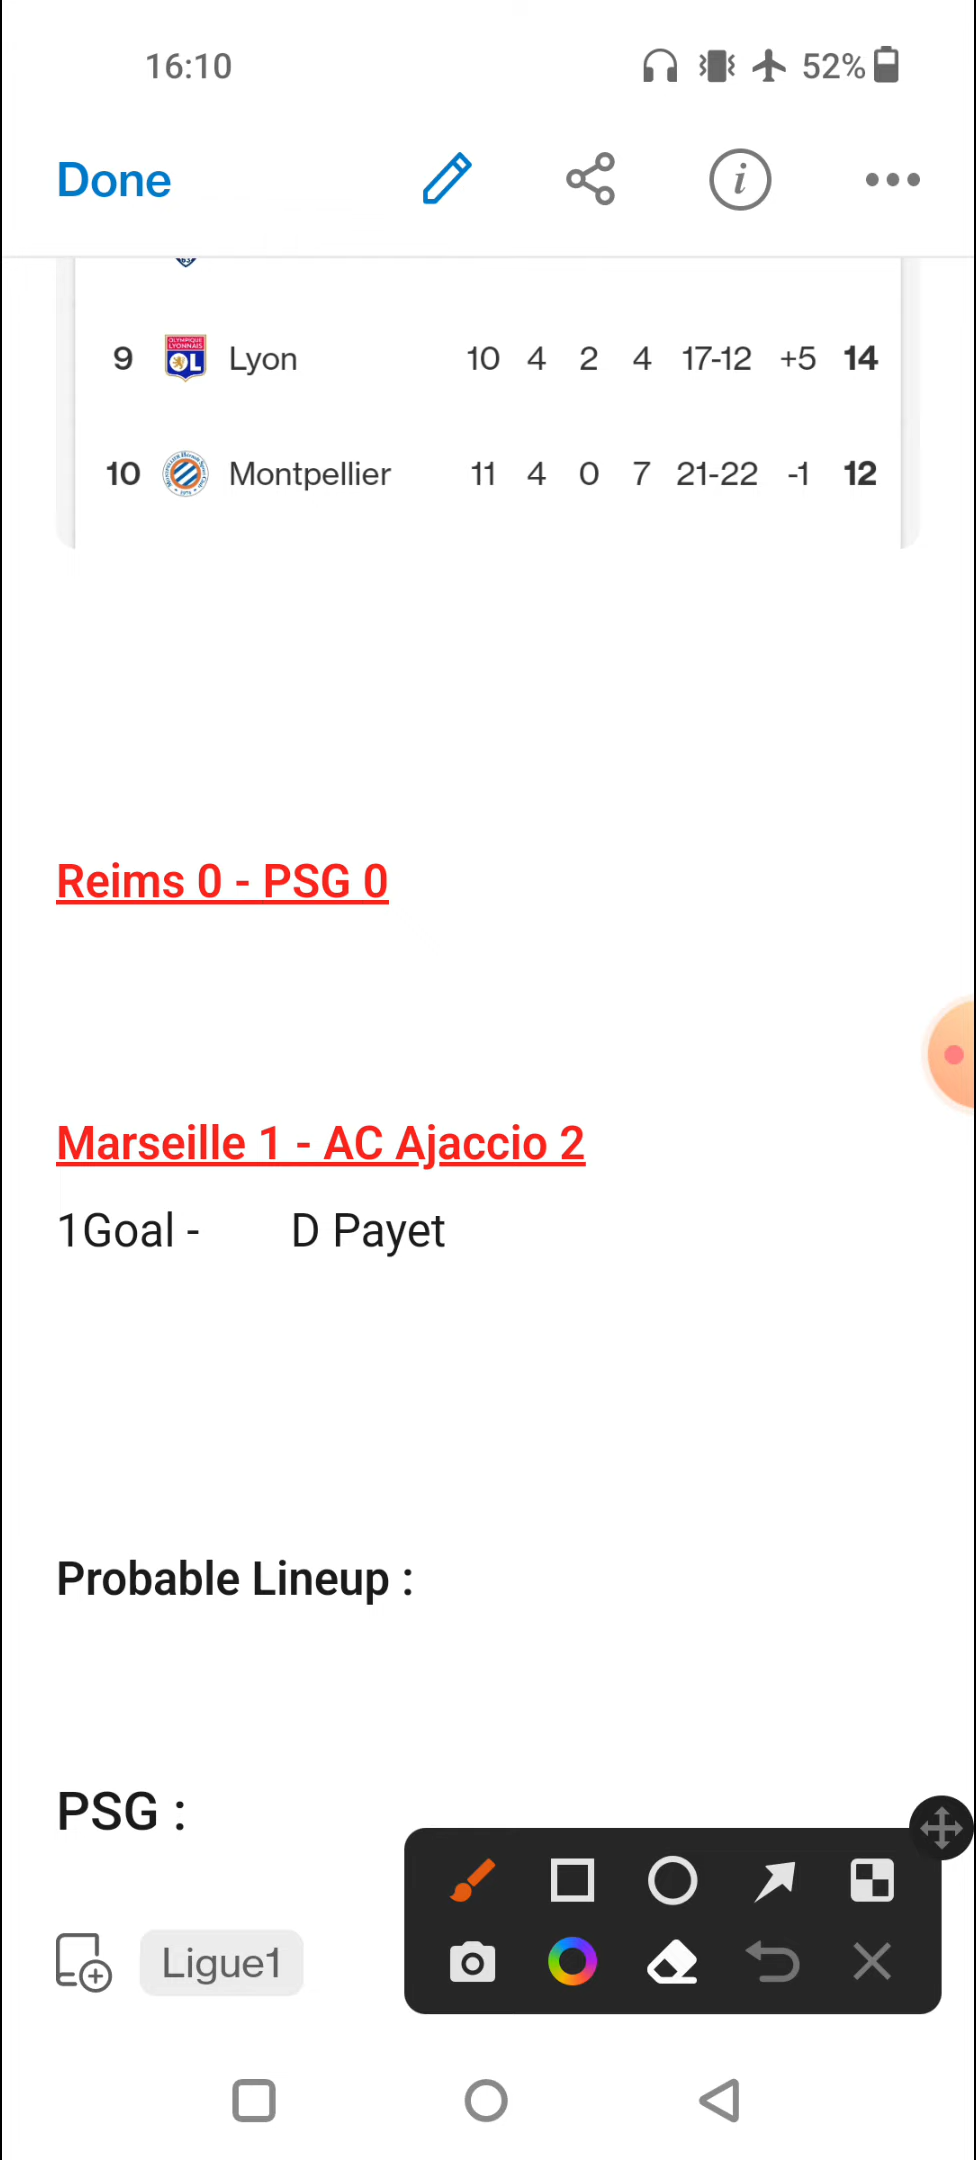 16:10 52%
Done
9 OL Lyon 10 4 2 4 17-12 +5 14
10 Montpellier 11 4 0 7 21-22 -1 12
Reims 0 - PSG 0
Marseille 1 - AC Ajaccio 2
1Goal - D Payet
Probable Lineup :
PSG :
Ligue1